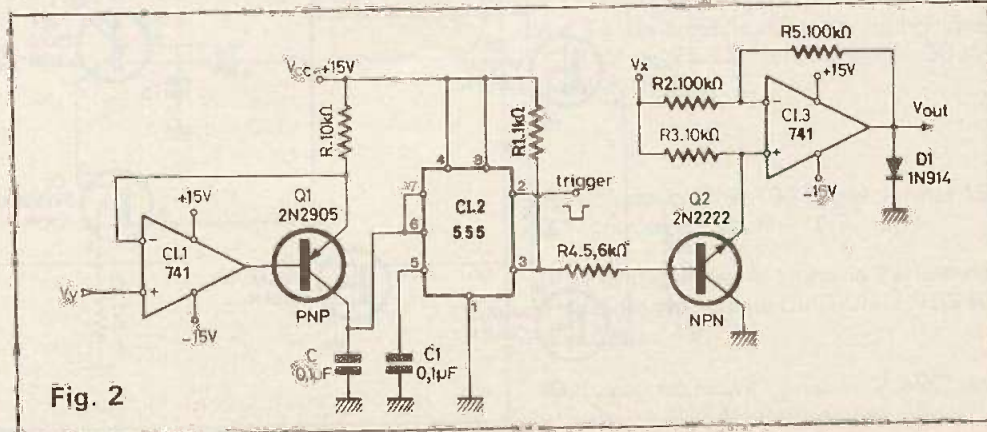 Vcc +15V
R.10kΩ
+15V
CI.1
741
-15V
Vy
-
+
Q1
2N2905
PNP
C
0,1µF
C1
0,1µF
4
8
7
6
5
2
3
1
CI.2
555
R1.1kΩ
trigger
R4.5,6kΩ
Q2
2N2222
NPN
Vx
R2.100kΩ
R3.10kΩ
R5.100kΩ
+15V
-
+
CI.3
741
-15V
Vout
D1
1N914
Fig. 2